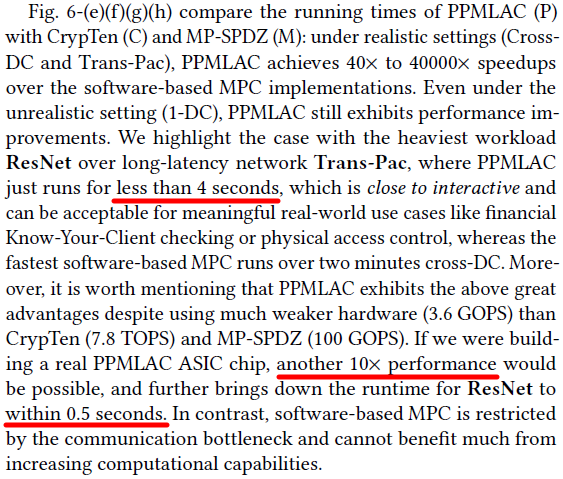 Fig. 6-(e)(f)(g)(h) compare the running times of PPMLAC (P)
with CrypTen (C) and MP-SPDZ (M): under realistic settings (Cross-
DC and Trans-Pac), PPMLAC achieves 40× to 40000× speedups
over the software-based MPC implementations. Even under the
unrealistic setting (1-DC), PPMLAC still exhibits performance im-
provements. We highlight the case with the heaviest workload
ResNet over long-latency network Trans-Pac, where PPMLAC
just runs for less than 4 seconds, which is close to interactive and
can be acceptable for meaningful real-world use cases like financial
Know-Your-Client checking or physical access control, whereas the
fastest software-based MPC runs over two minutes cross-DC. More-
over, it is worth mentioning that PPMLAC exhibits the above great
advantages despite using much weaker hardware (3.6 GOPS) than
CrypTen (7.8 TOPS) and MP-SPDZ (100 GOPS). If we were build-
ing a real PPMLAC ASIC chip, another 10× performance would
be possible, and further brings down the runtime for ResNet to
within 0.5 seconds. In contrast, software-based MPC is restricted
by the communication bottleneck and cannot benefit much from
increasing computational capabilities.